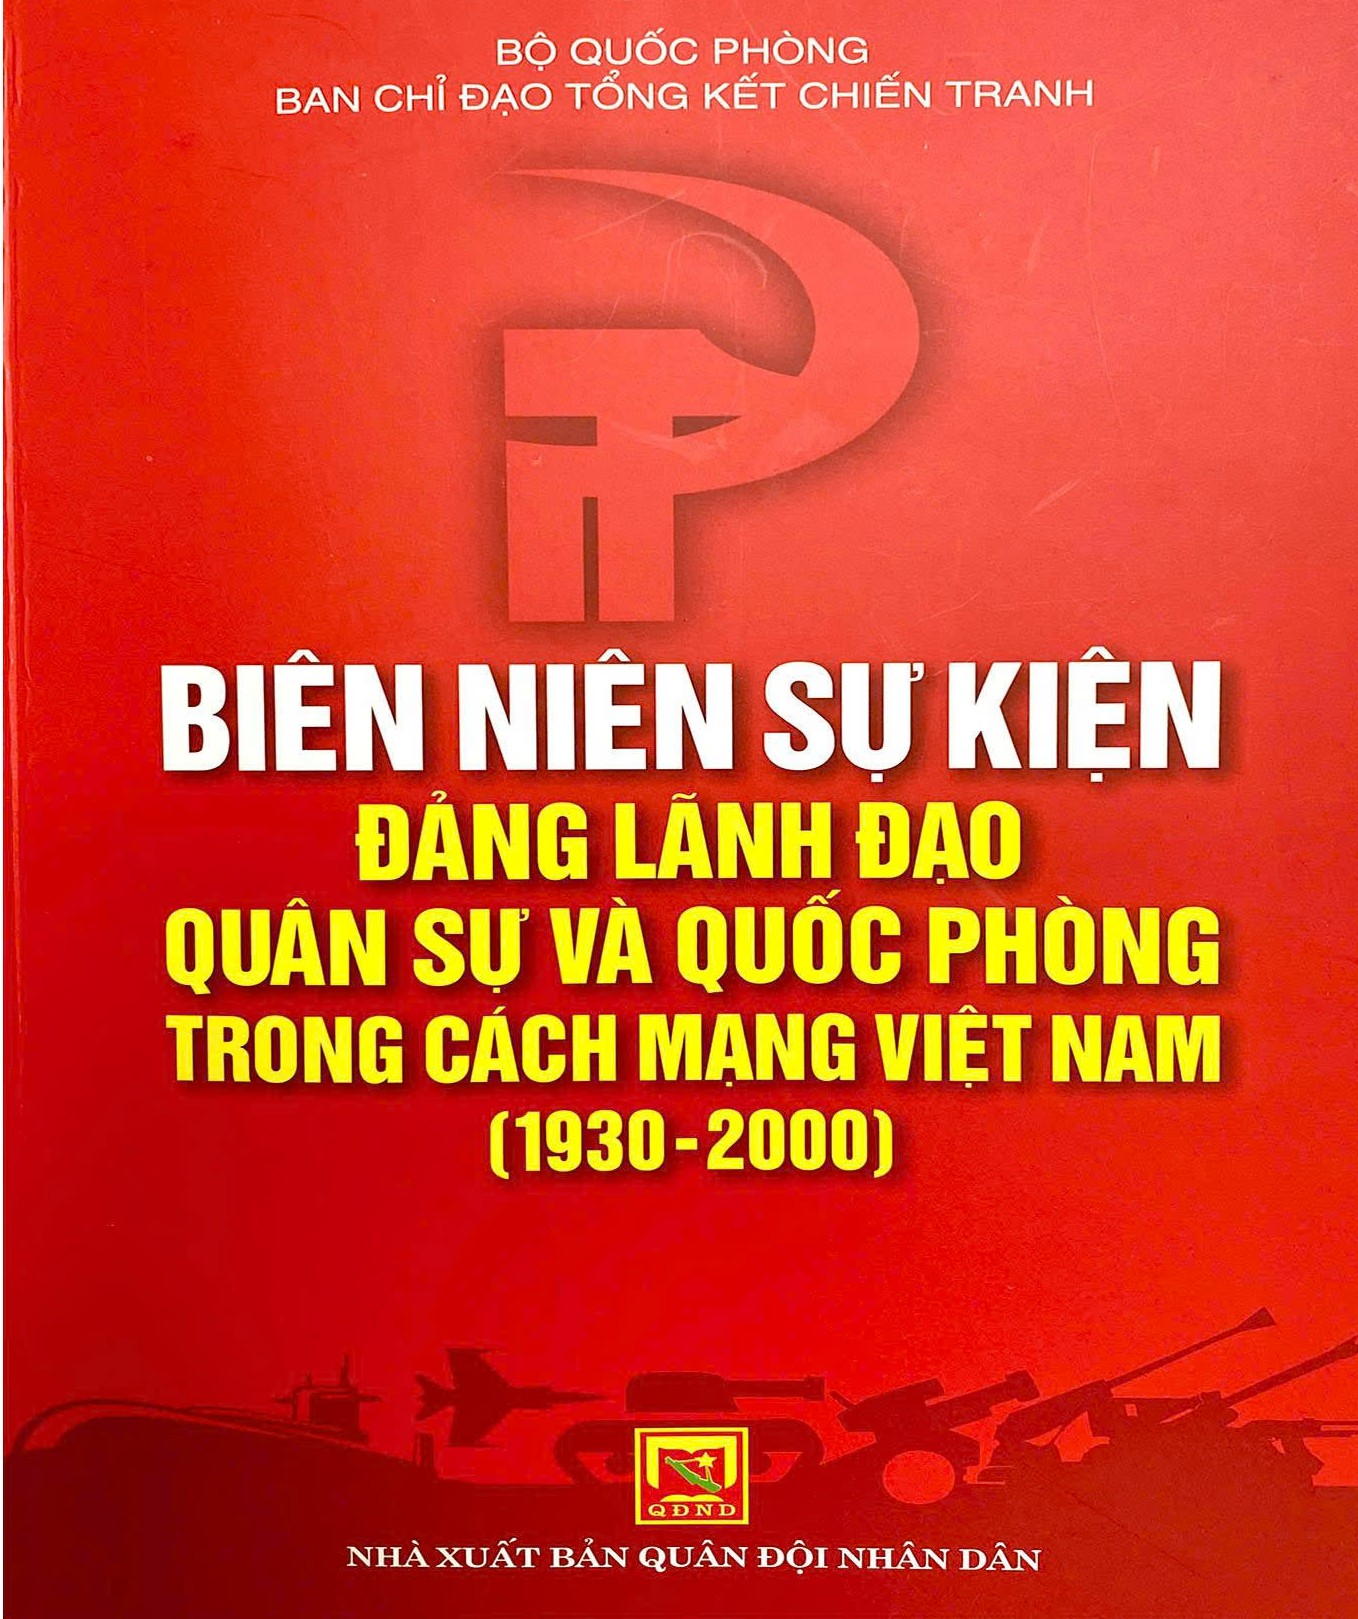 BỘ QUỐC PHÒNG
BAN CHỈ ĐẠO TỔNG KẾT CHIẾN TRANH
BIÊN NIÊN SỰ KIỆN
ĐẢNG LÃNH ĐẠO
QUÂN SỰ VÀ QUỐC PHÒNG
TRONG CÁCH MẠNG VIỆT NAM
(1930-2000)
QĐND
NHÀ XUẤT BẢN QUÂN ĐỘI NHÂN DÂN